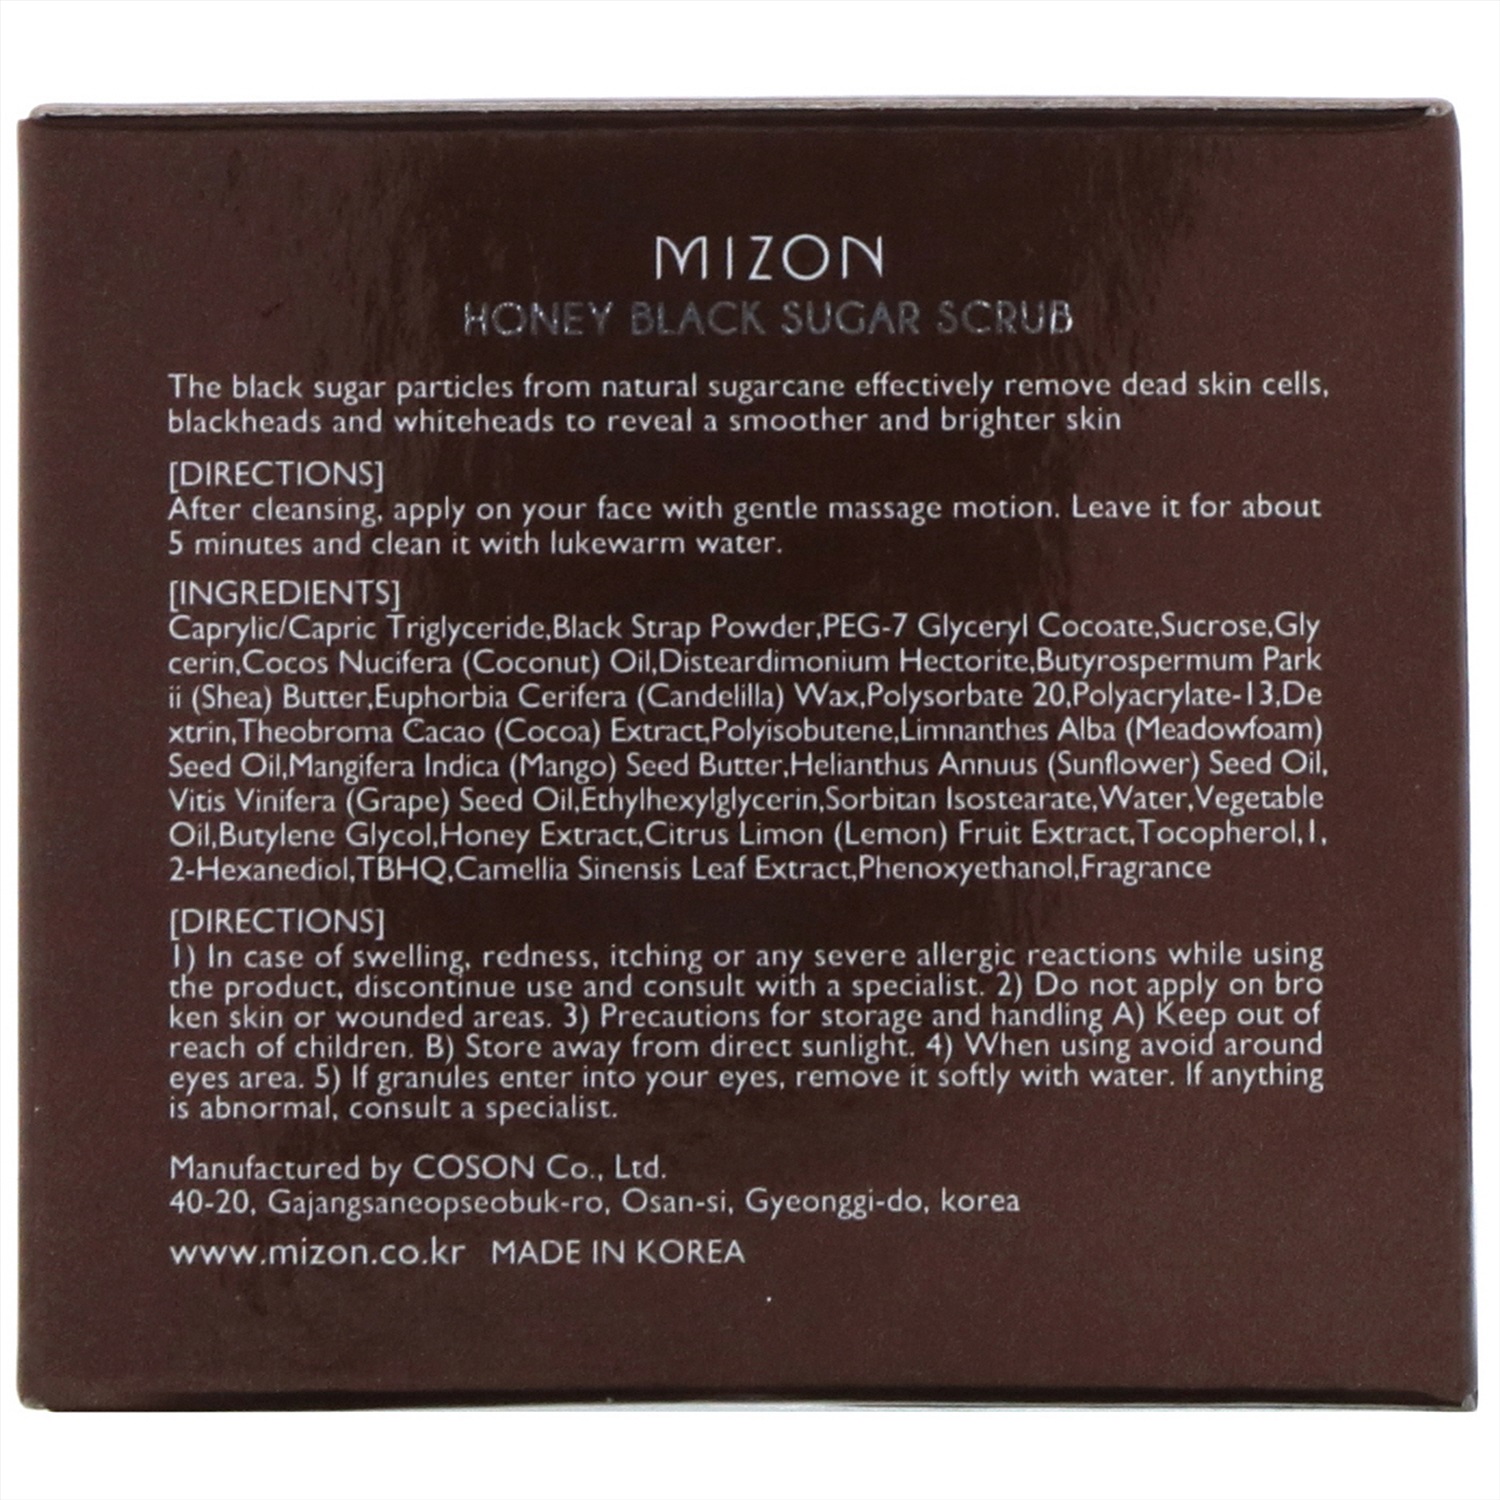 MIZON
HONEY BLACK SUGAR SCRUB
The black sugar particles from natural sugarcane effectively remove dead skin cells,
blackheads and whiteheads to reveal a smoother and brighter skin
[DIRECTIONS]
After cleansing, apply on your face with gentle massage motion. Leave it for about
5 minutes and clean it with lukewarm water.
[INGREDIENTS]
Caprylic/Capric Triglyceride,Black Strap Powder,PEG-7 Glyceryl Cocoate,Sucrose,Gly
cerin,Cocos Nucifera (Coconut) Oil,Disteardimonium Hectorite,Butyrospermum Park
ii (Shea) Butter,Euphorbia Cerifera (Candelilla) Wax,Polysorbate 20,Polyacrylate-13,De
xtrin,Theobroma Cacao (Cocoa) Extract,Polyisobutene,Limnanthes Alba (Meadowfoam)
Seed Oil,Mangifera Indica (Mango) Seed Butter,Helianthus Annuus (Sunflower) Seed Oil,
Vitis Vinifera (Grape) Seed Oil,Ethylhexylglycerin,Sorbitan Isostearate,Water,Vegetable
Oil,Butylene Glycol,Honey Extract,Citrus Limon (Lemon) Fruit Extract,Tocopherol,1,
2-Hexanediol,TBHQ,Camellia Sinensis Leaf Extract,Phenoxyethanol,Fragrance
[DIRECTIONS]
1) In case of swelling, redness, itching or any severe allergic reactions while using
the product, discontinue use and consult with a specialist. 2) Do not apply on bro
ken skin or wounded areas. 3) Precautions for storage and handling A) Keep out of
reach of children. B) Store away from direct sunlight. 4) When using avoid around
eyes area. 5) If granules enter into your eyes, remove it softly with water. If anything
is abnormal, consult a specialist.
Manufactured by COSON Co., Ltd.
40-20, Gajangsaneopseobuk-ro, Osan-si, Gyeonggi-do, korea
www.mizon.co.kr MADE IN KOREA